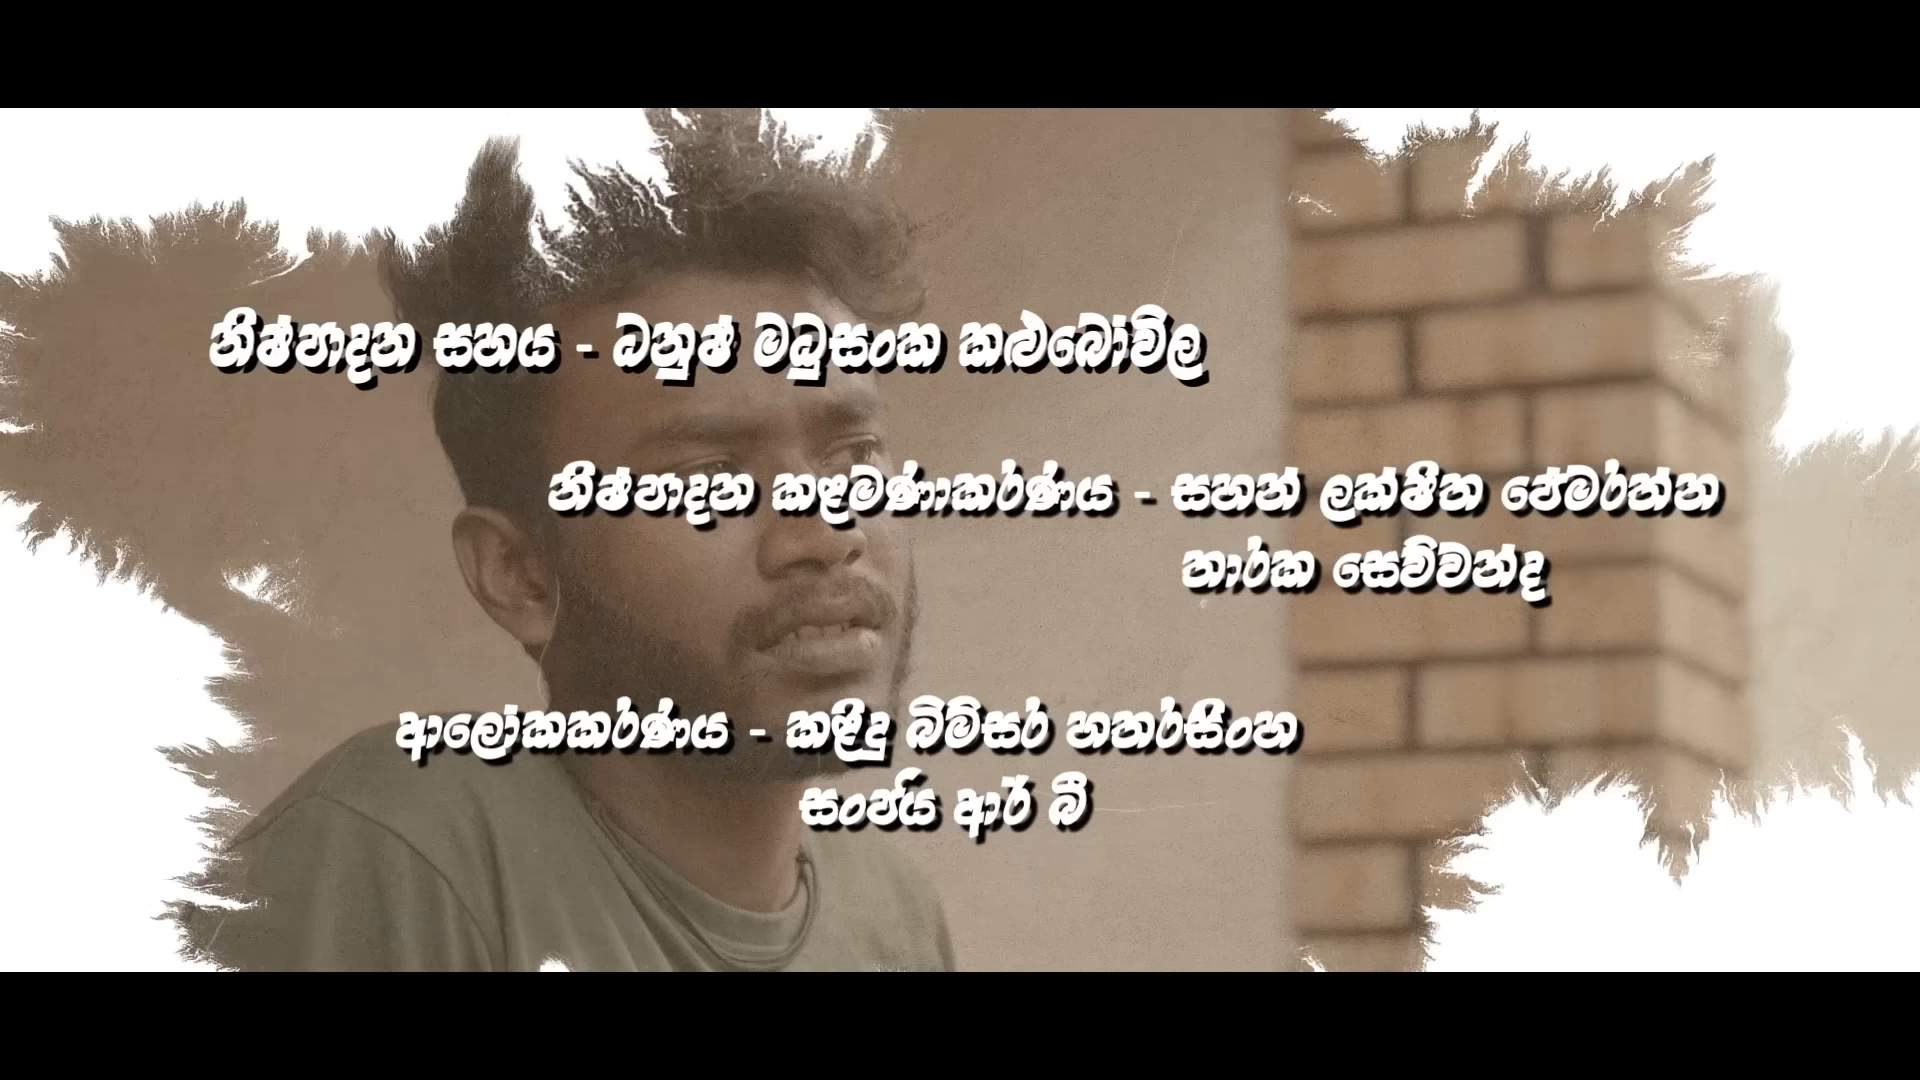 නිෂ්පාදන සහය - ධනුෂ් මධුසංක කළුබෝවිල
නිෂ්පාදන කළමණාකරණය - සහන් ලක්ෂිත ප්‍රේමරත්න
තාරක සෙව්වන්ද
ආලෝකකරණය - කළිදු බිම්සර හතරසිංහ
සංජය ආර් බී